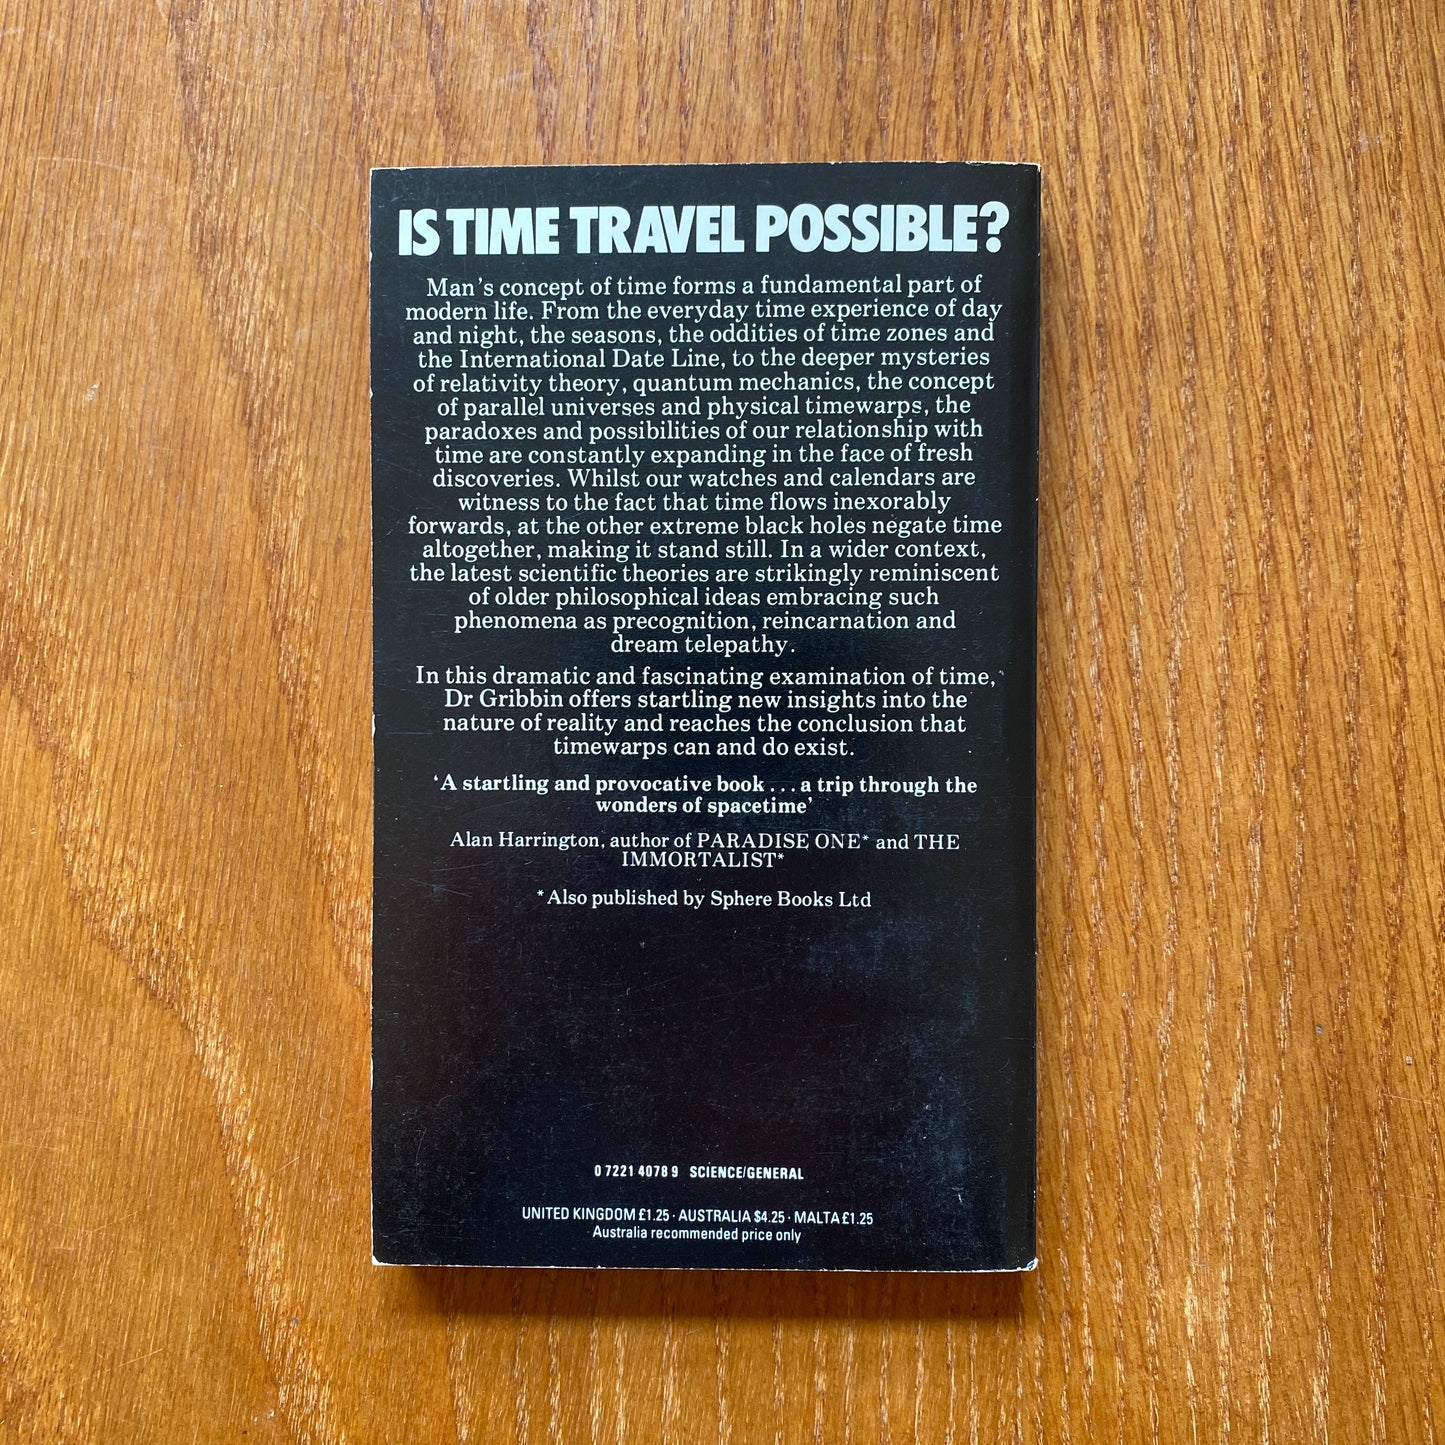 IS TIME TRAVEL POSSIBLE?
Man's concept of time forms a fundamental part of
modern life. From the everyday time experience of day
and night, the seasons, the oddities of time zones and
the International Date Line, to the deeper mysteries
of relativity theory, quantum mechanics, the concept
of parallel universes and physical timewarps, the
paradoxes and possibilities of our relationship with
time are constantly expanding in the face of fresh
discoveries. Whilst our watches and calendars are
witness to the fact that time flows inexorably
forwards, at the other extreme black holes negate time
altogether, making it stand still. In a wider context,
the latest scientific theories are strikingly reminiscent
of older philosophical ideas embracing such
phenomena as precognition, reincarnation and
dream telepathy.
In this dramatic and fascinating examination of time,
Dr Gribbin offers startling new insights into the
nature of reality and reaches the conclusion that
timewarps can and do exist.
'A startling and provocative book . . . a trip through the
wonders of spacetime'
Alan Harrington, author of PARADISE ONE* and THE
IMMORTALIST*
*Also published by Sphere Books Ltd
0 7221 4078 9 SCIENCE/GENERAL
UNITED KINGDOM £1.25 · AUSTRALIA $4.25 · MALTA £1.25
Australia recommended price only